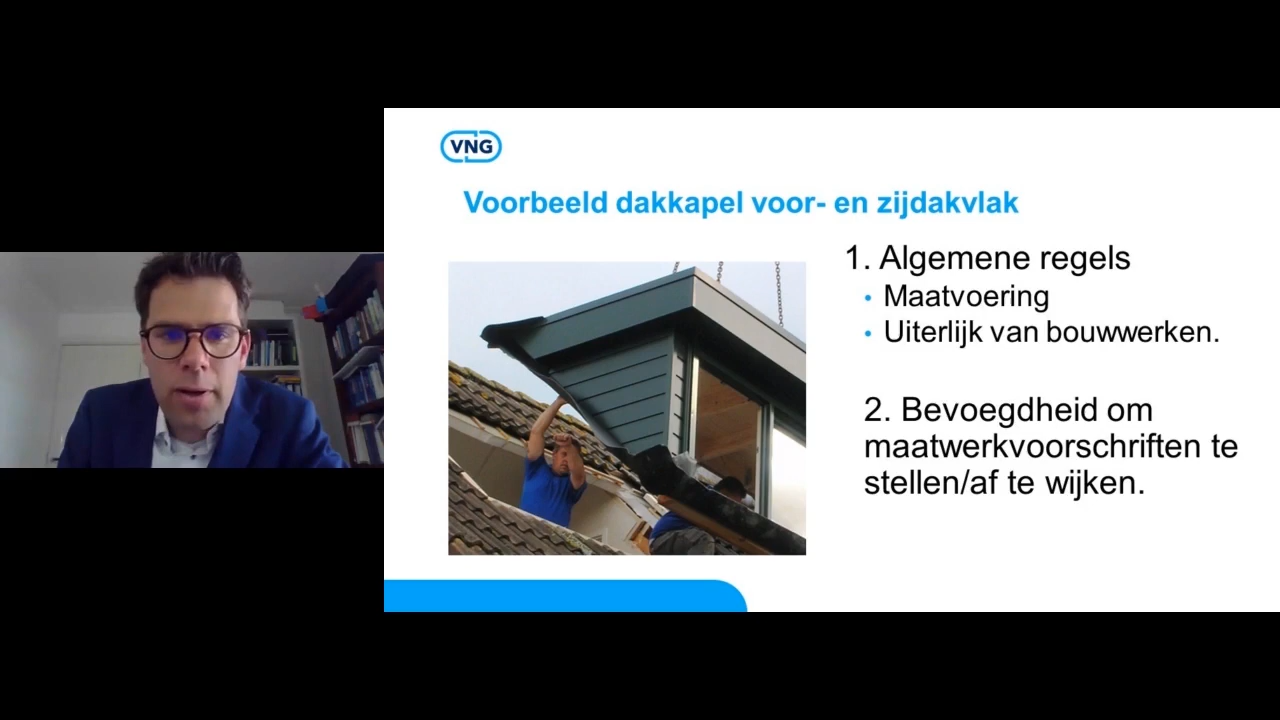 VNG
Voorbeeld dakkapel voor- en zijdakvlak
1. Algemene regels
• Maatvoering
• Uiterlijk van bouwwerken.
2. Bevoegdheid om
maatwerkvoorschriften te
stellen/af te wijken.